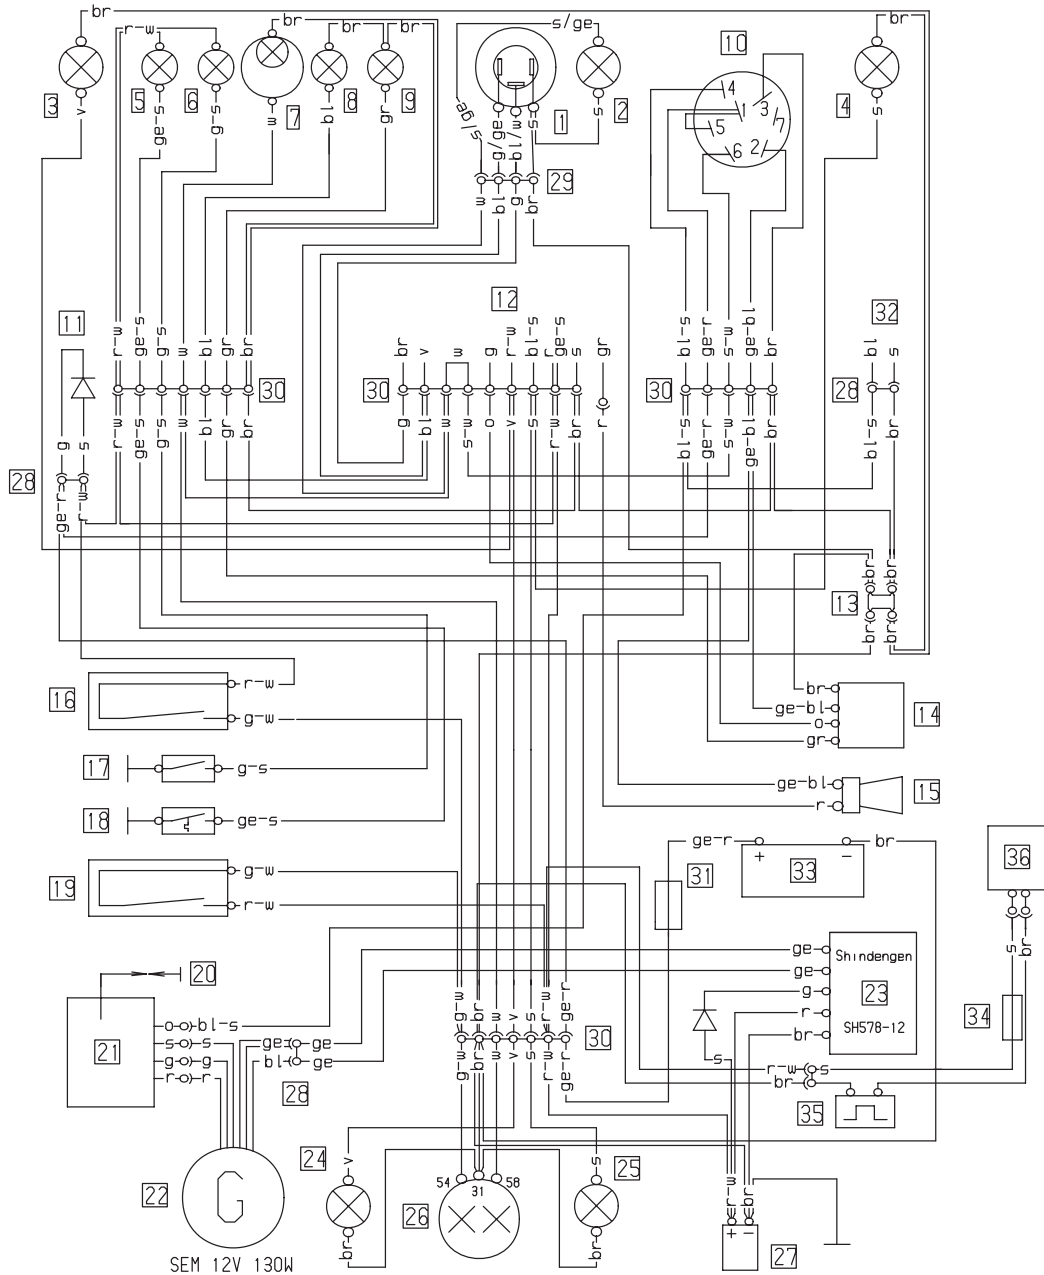 br br br
r-w s/ge
10
3 5 6 7 8 9 1 2 4
v ge-s g-s w bl gr s s
4 1 3 5 7 6 2
ge/s ge/g bl/w s
29
w bl g br
11 12 32
r-w ge-s g-s w bl gr br
br v w g r-w bl-s r ge-s s gr
bl-s ge-r w-s ge-bl br
bl s
30 30 30 28
w-r ge-s g-s w bl gr br
g bl w w-s o v s r-w br r
bl-s ge-r s-w ge-bl br
bl-s br
g s
28
ge-r w-r
br br
13
br br
16 r-w
g-w
br
ge-bl
o
gr
14
17 g-s
18 ge-s
ge-bl
r
15
19 g-w
r-w
ge-r
br
+ 33 -
31
36
s br
20
21
o bl-s
s s
g g
r r
ge ge
bl ge
28
w-g br w v s w-r ge-r
30
g-w br w v s w-r ge-r
ge
ge
g
r
br
Shindengen
23
SH578-12
34
s
r-w s
br
35
22
G
SEM 12V 130W
24
v
br
54 31 58
26
25
s
br
w-r br
+ -
27